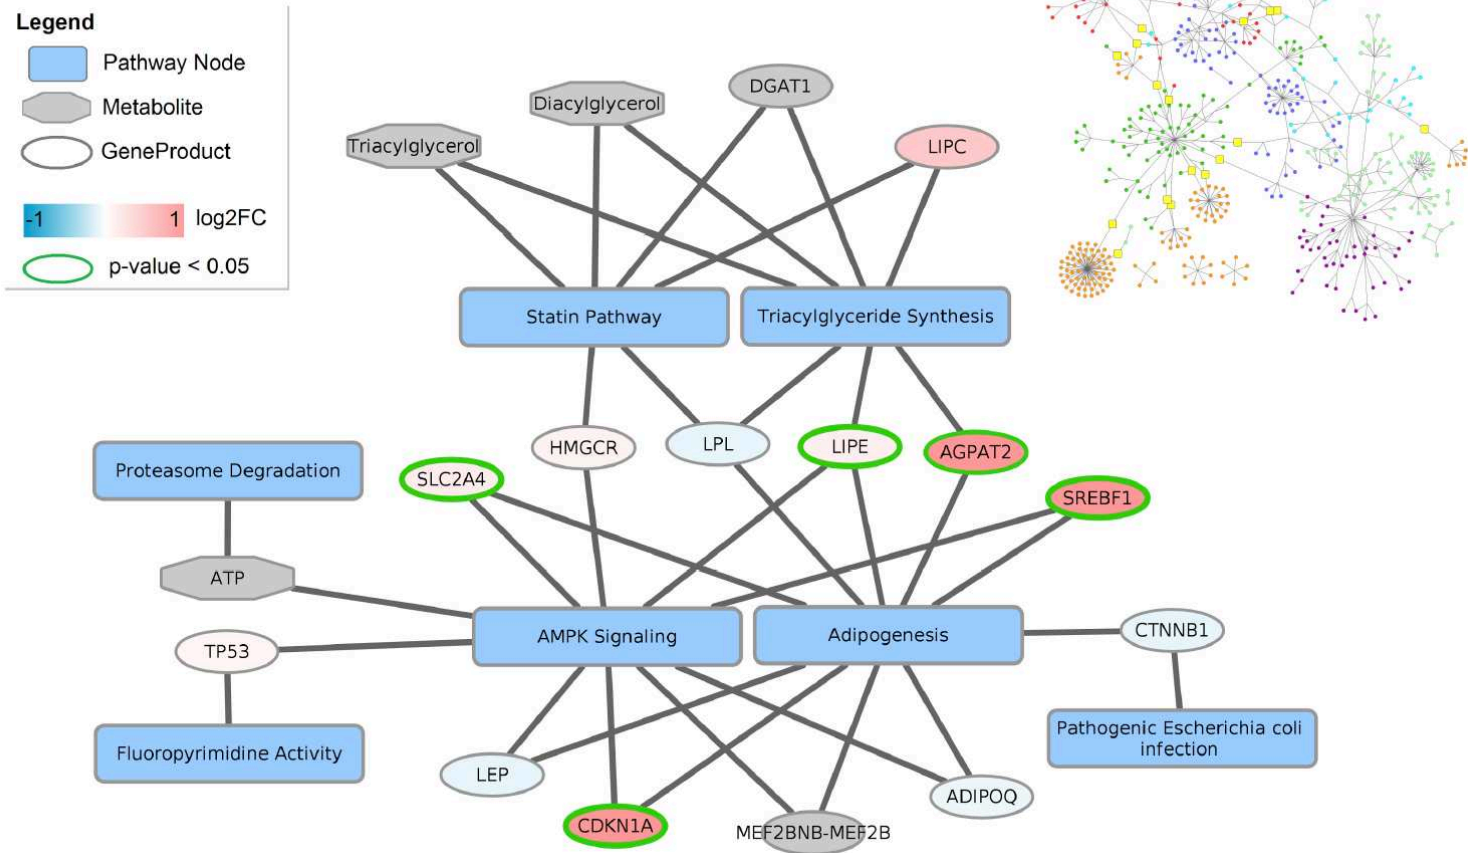 Legend
Pathway Node
Metabolite
GeneProduct
-1 1 log2FC
p-value < 0.05
DGAT1
Diacylglycerol
Triacylglycerol
LIPC
Statin Pathway
Triacylglyceride Synthesis
HMGCR
LPL
LIPE
AGPAT2
Proteasome Degradation
SLC2A4
SREBF1
ATP
AMPK Signaling
Adipogenesis
CTNNB1
TP53
Fluoropyrimidine Activity
Pathogenic Escherichia coli
infection
LEP
ADIPOQ
CDKN1A
MEF2BNB-MEF2B